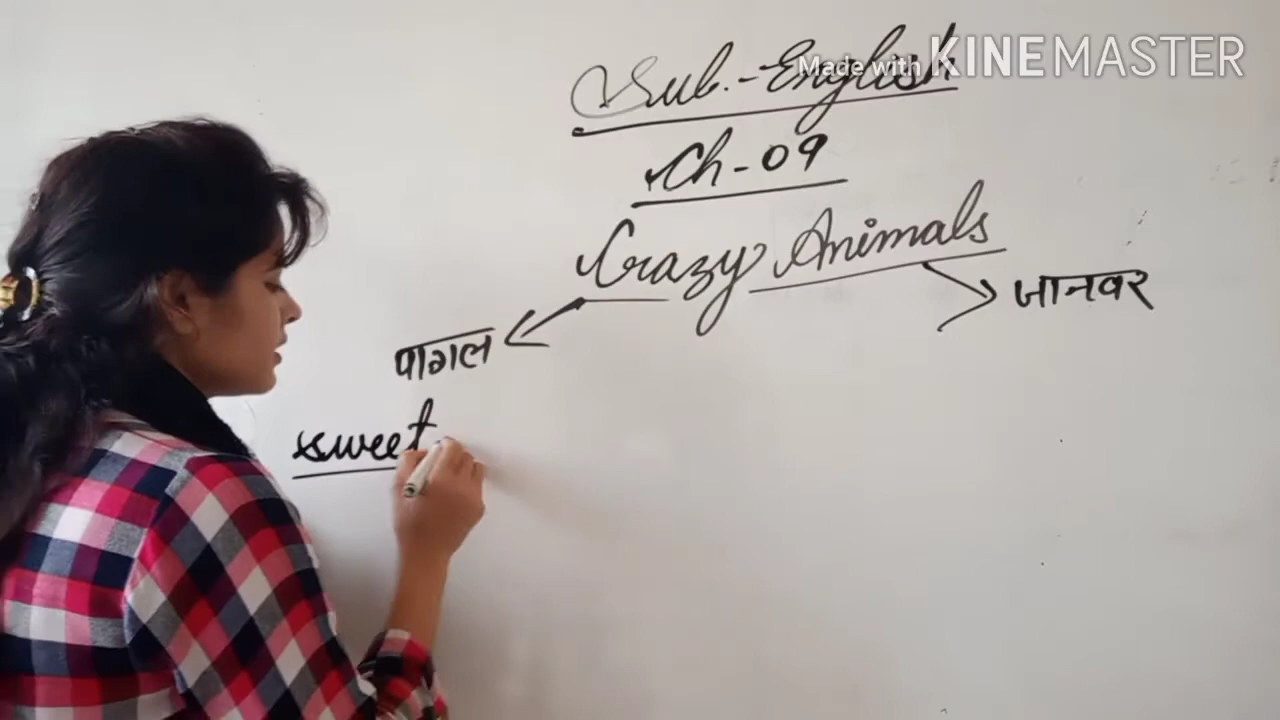 Made with KINEMASTER
Sub.-English
Ch-09
Crazy Animals
जानवर
पागल
sweet